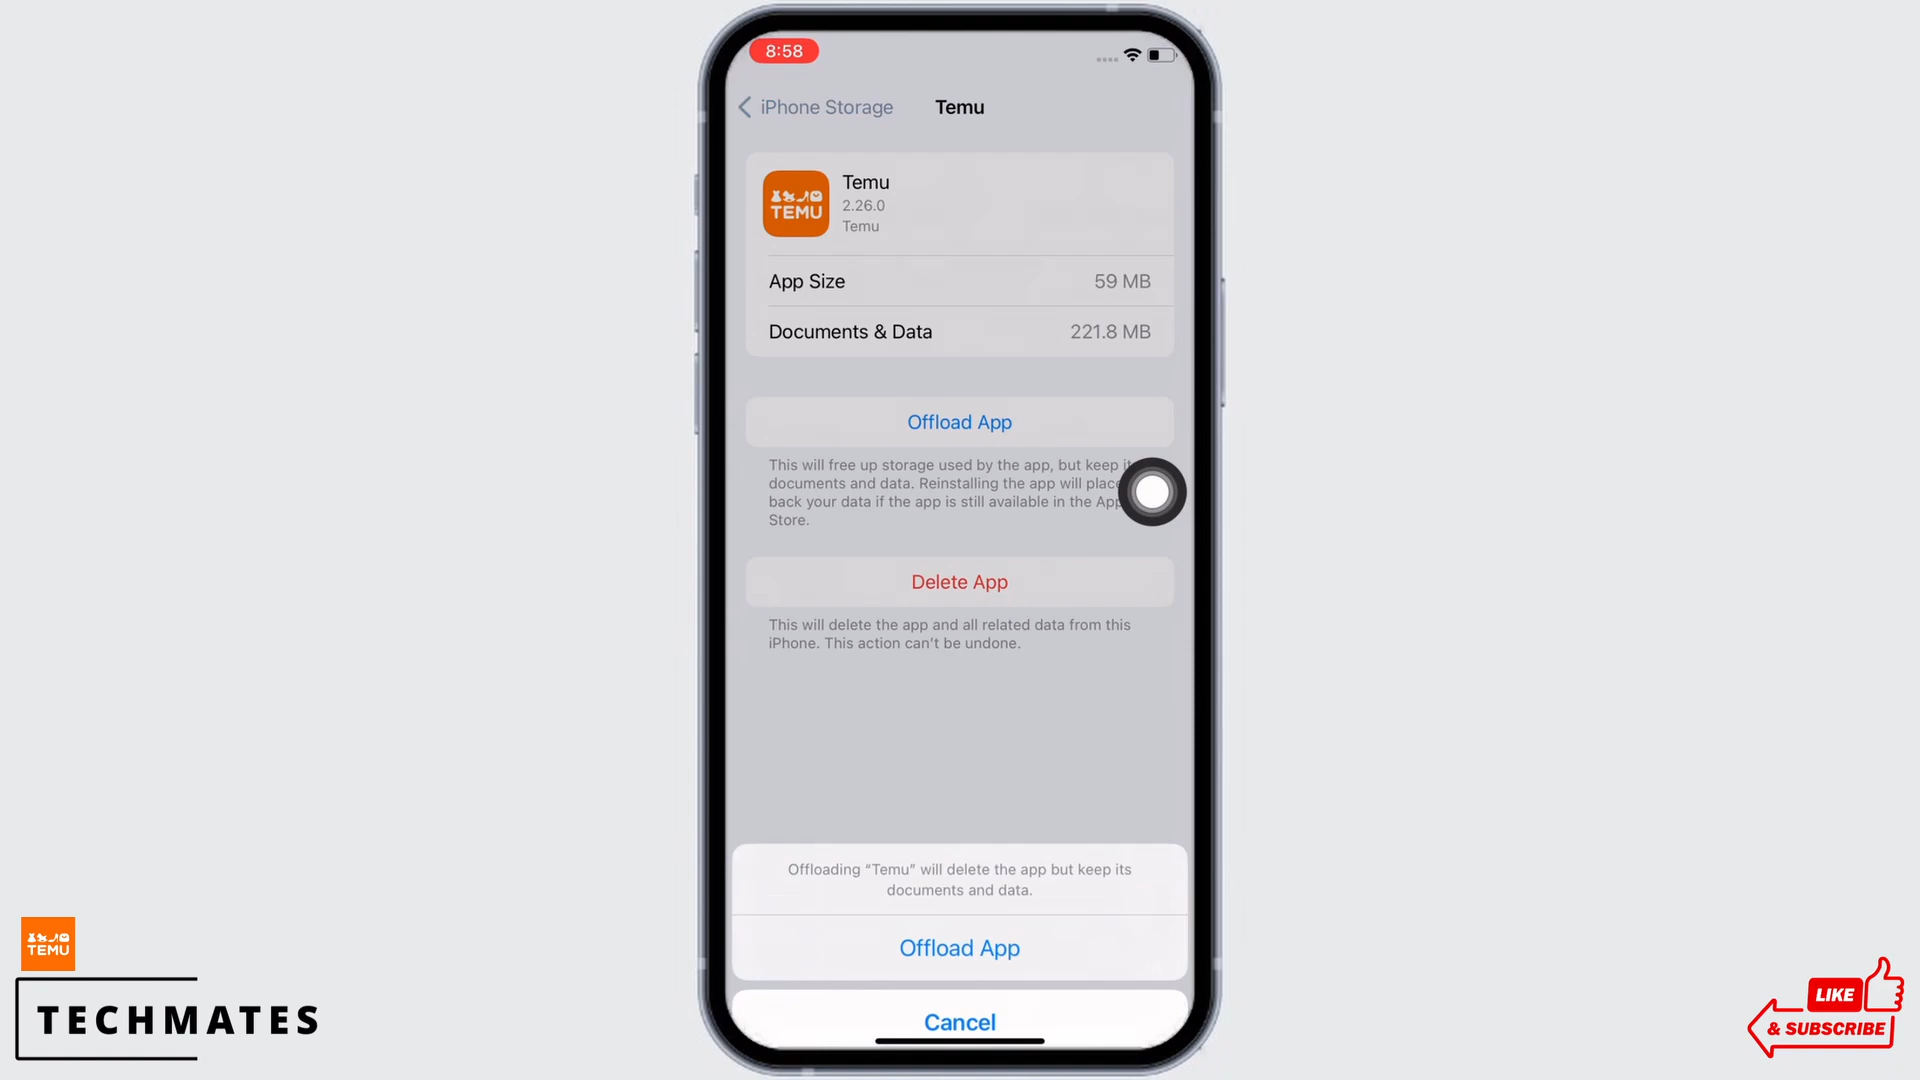 8:58
iPhone Storage
Temu
TEMU
Temu
2.26.0
Temu
App Size
59 MB
Documents & Data
221.8 MB
Offload App
This will free up storage used by the app, but keep
documents and data. Reinstalling the app will place
back your data if the app is still available in the App
Store.
Delete App
This will delete the app and all related data from this
iPhone. This action can't be undone.
Offloading “Temu” will delete the app but keep its
documents and data.
Offload App
Cancel
TEMU
TECHMATES
LIKE
& SUBSCRIBE